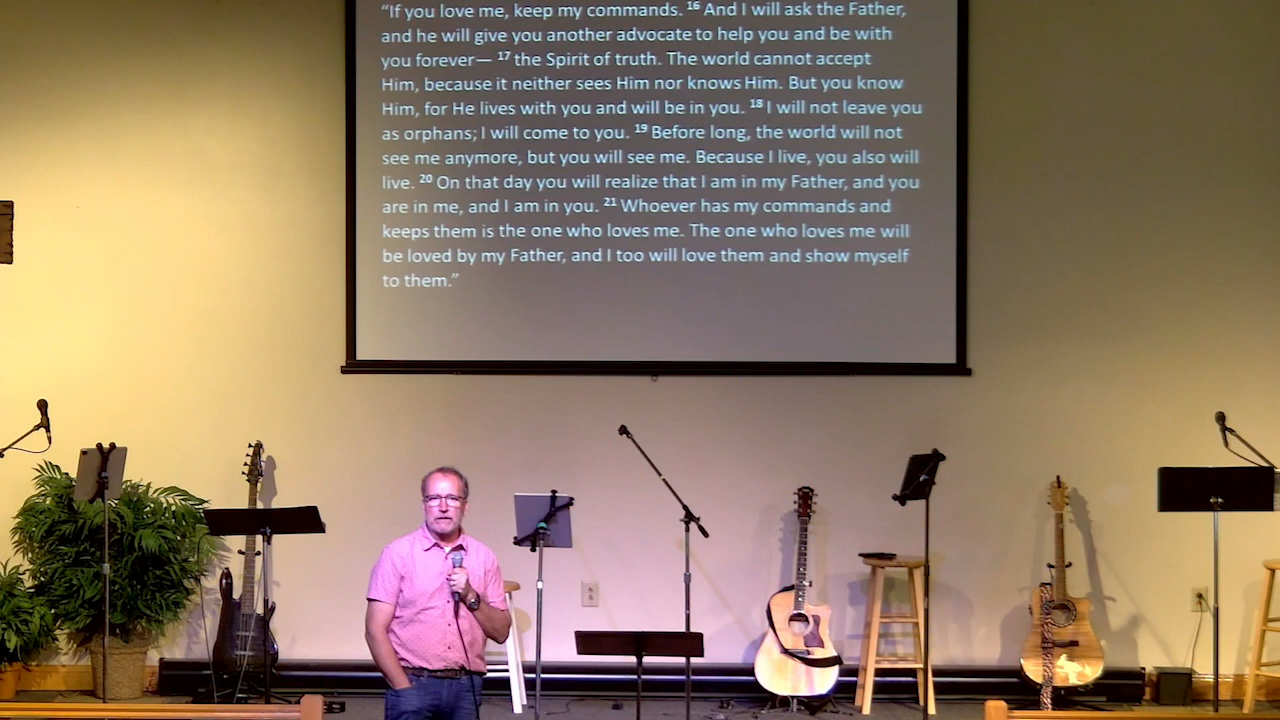 “If you love me, keep my commands. 16 And I will ask the Father,
and he will give you another advocate to help you and be with
you forever— 17 the Spirit of truth. The world cannot accept
Him, because it neither sees Him nor knows Him. But you know
Him, for He lives with you and will be in you. 18 I will not leave you
as orphans; I will come to you. 19 Before long, the world will not
see me anymore, but you will see me. Because I live, you also will
live. 20 On that day you will realize that I am in my Father, and you
are in me, and I am in you. 21 Whoever has my commands and
keeps them is the one who loves me. The one who loves me will
be loved by my Father, and I too will love them and show myself
to them.”